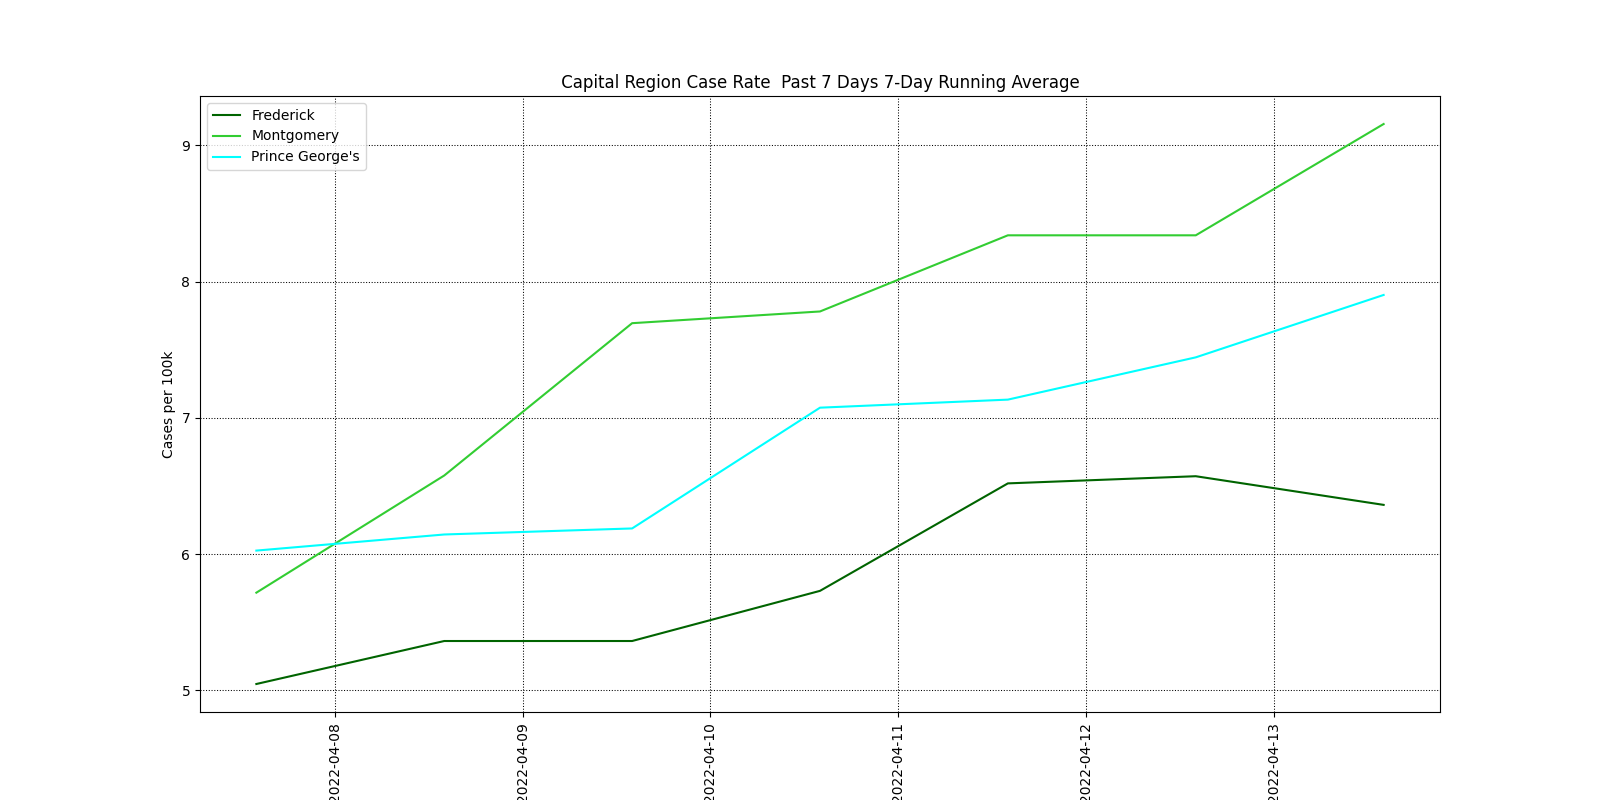 Capital Region Case Rate  Past 7 Days 7-Day Running Average
Frederick
Montgomery
Prince George's
9
8
7
6
5
Cases per 100k
2022-04-08
2022-04-09
2022-04-10
2022-04-11
2022-04-12
2022-04-13